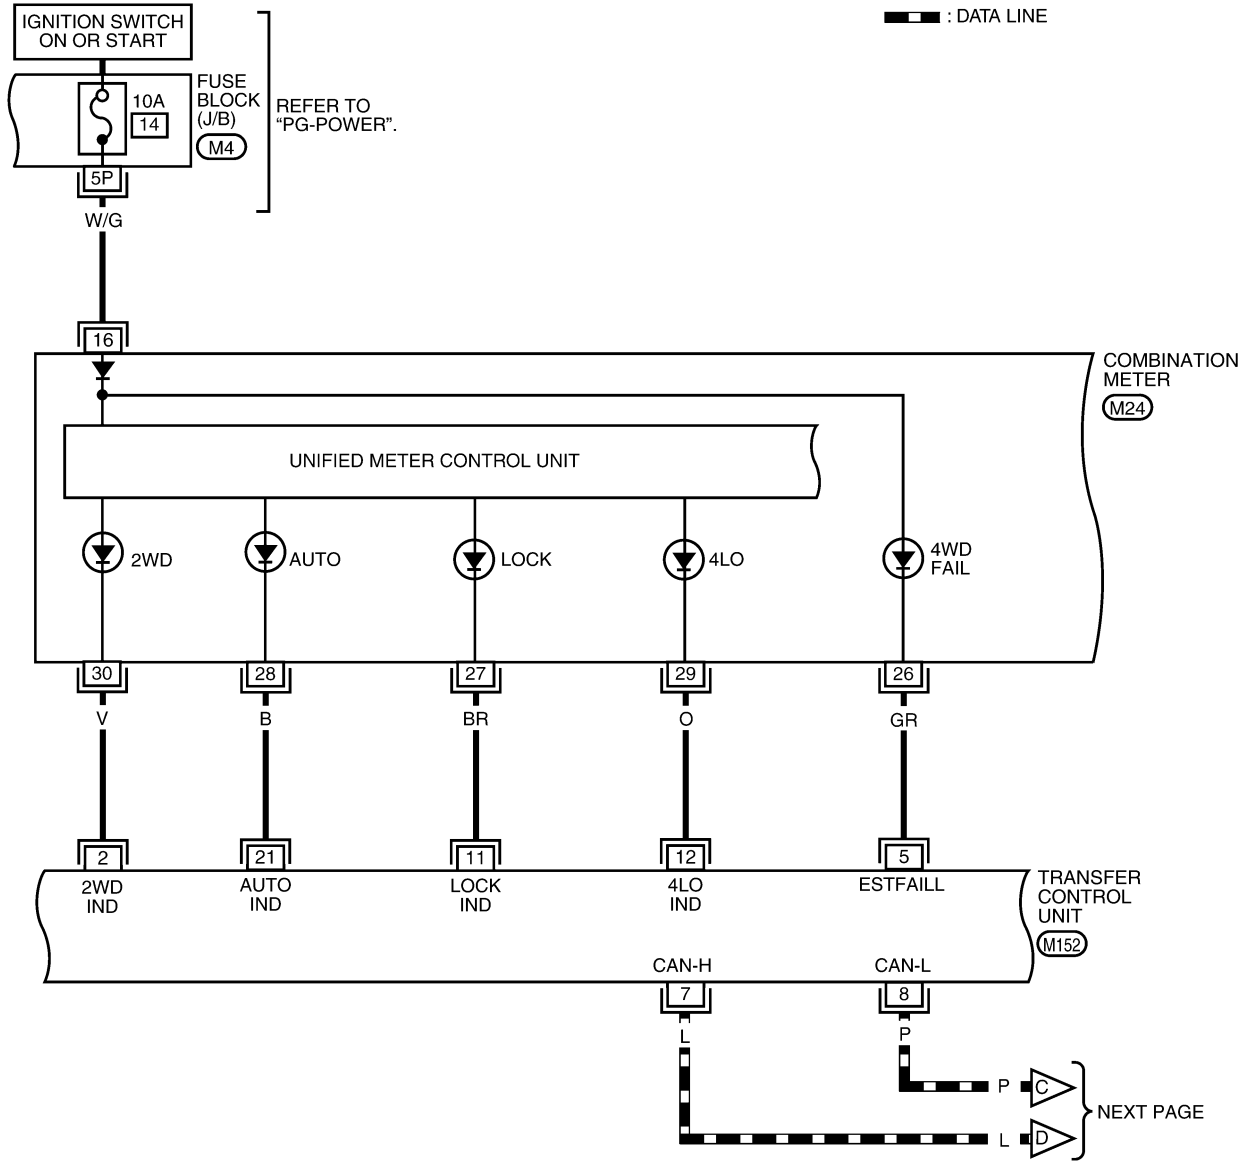 IGNITION SWITCH
ON OR START
: DATA LINE
FUSE
BLOCK
(J/B)
M4
10A
14
REFER TO
“PG-POWER”.
5P
W/G
16
COMBINATION
METER
M24
UNIFIED METER CONTROL UNIT
2WD
AUTO
LOCK
4LO
4WD
FAIL
30
28
27
29
26
V
B
BR
O
GR
2
21
11
12
5
2WD
IND
AUTO
IND
LOCK
IND
4LO
IND
ESTFAILL
TRANSFER
CONTROL
UNIT
M152
CAN-H
CAN-L
7
8
L
P
P
C
L
D
NEXT PAGE